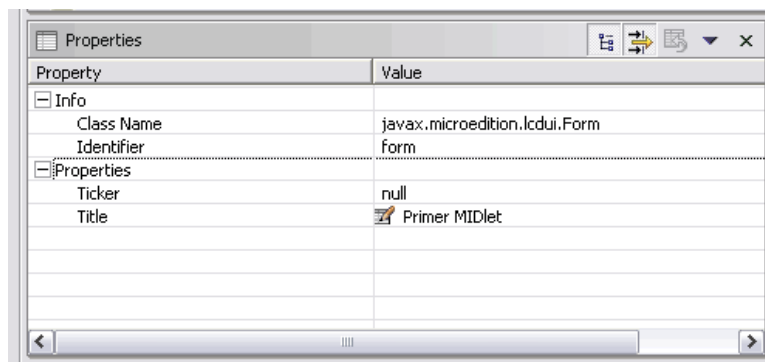 Properties
Property Value
Info
Class Name javax.microedition.lcdui.Form
Identifier form
Properties
Ticker null
Title Primer MIDlet